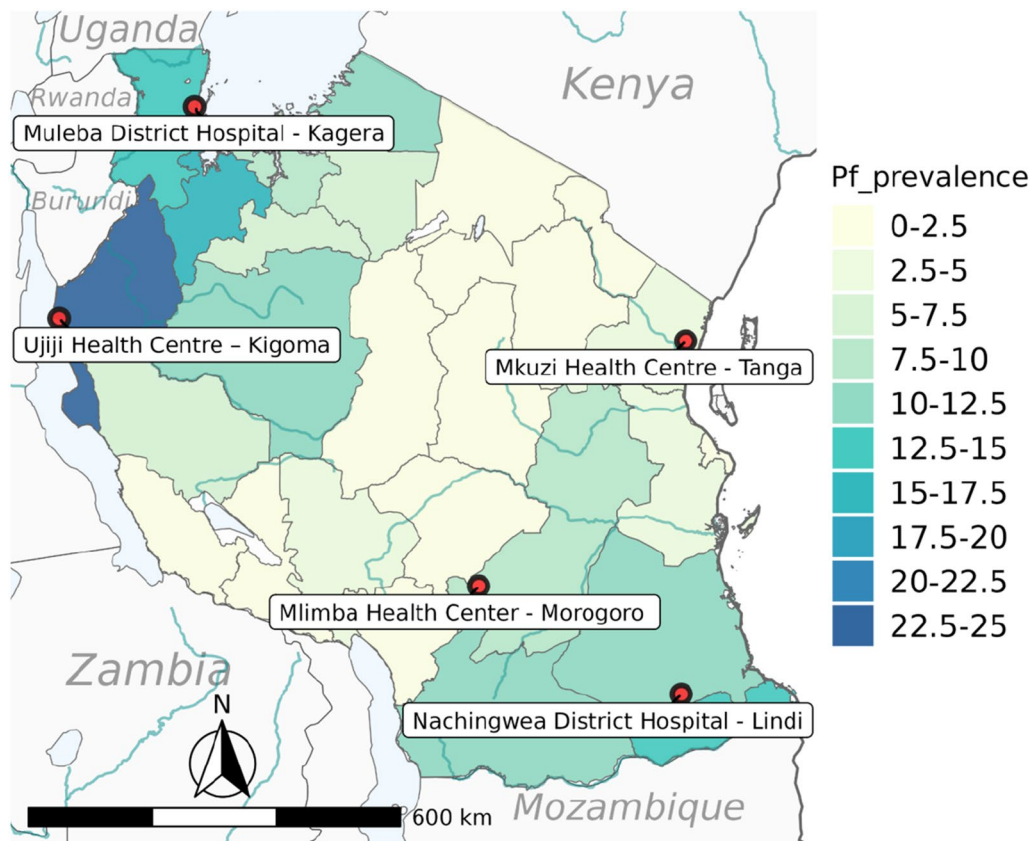 Uganda
Kenya
Rwanda
Muleba District Hospital - Kagera
Burundi
Ujiji Health Centre – Kigoma
Mkuzi Health Centre - Tanga
Mlimba Health Center - Morogoro
Zambia
Nachingwea District Hospital - Lindi
N
600 km
Mozambique
Pf_prevalence
0-2.5
2.5-5
5-7.5
7.5-10
10-12.5
12.5-15
15-17.5
17.5-20
20-22.5
22.5-25